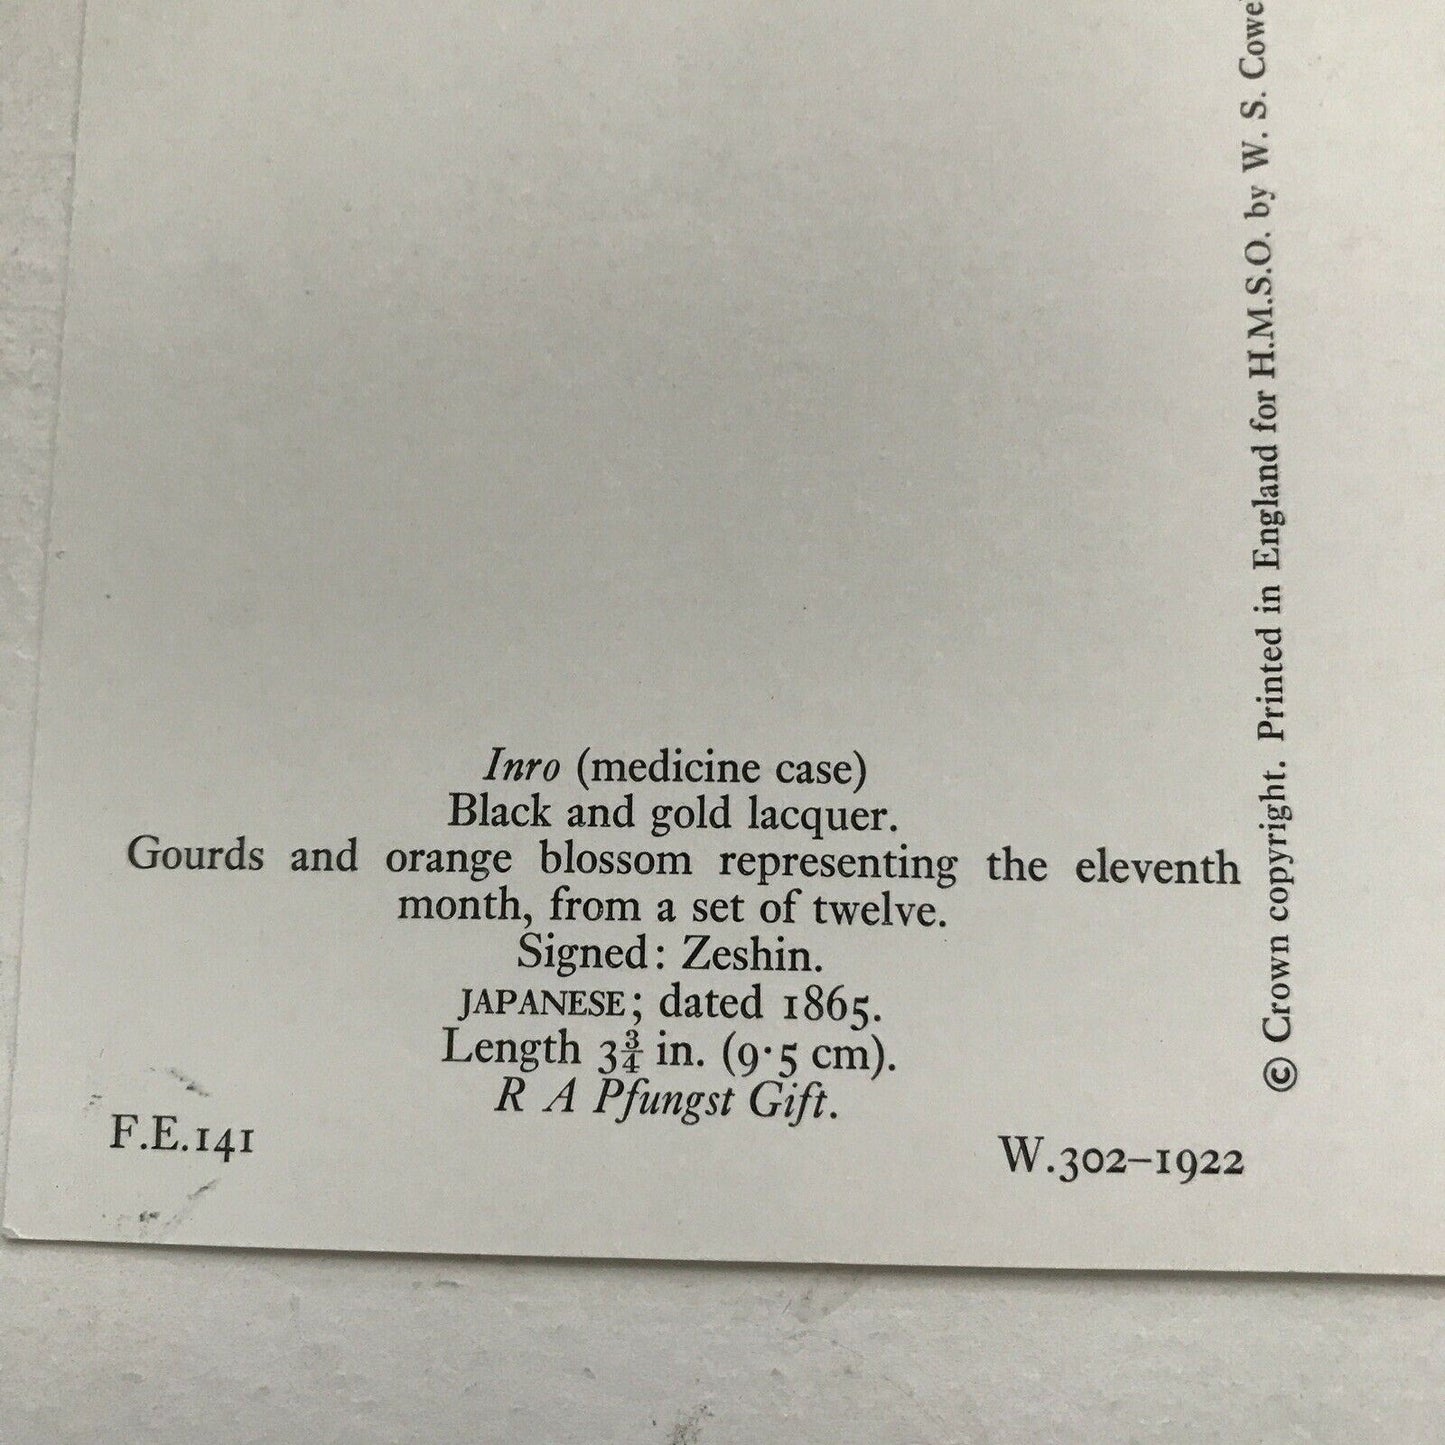 Inro (medicine case)
Black and gold lacquer.
Gourds and orange blossom representing the eleventh
month, from a set of twelve.
Signed: Zeshin.
JAPANESE; dated 1865.
Length 3¾ in. (9·5 cm).
R A Pfungst Gift.
F.E.141
W.302–1922
© Crown copyright. Printed in England for H.M.S.O. by W. S. Cowe